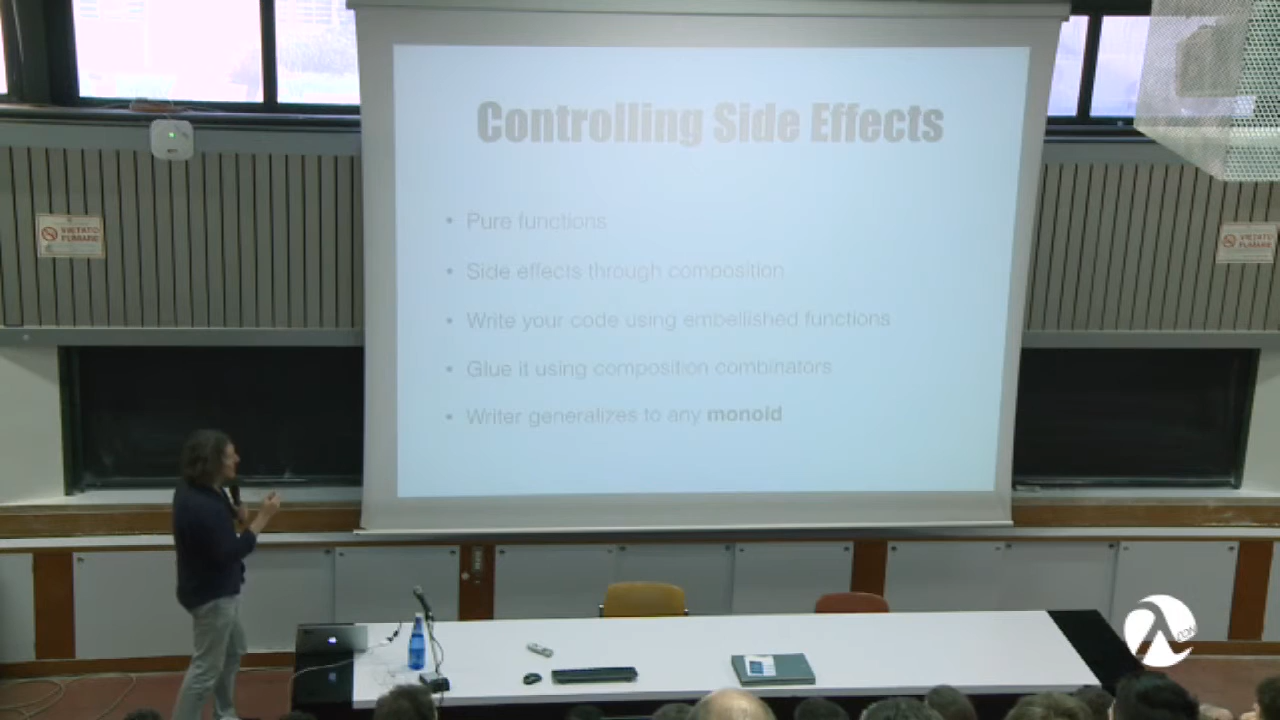 Controlling Side Effects
• Pure functions
• Side effects through composition
• Write your code using embellished functions
• Glue it using composition combinators
• Writer generalizes to any monoid
VIETATO
FUMARE
VIETATO
FUMARE
CON